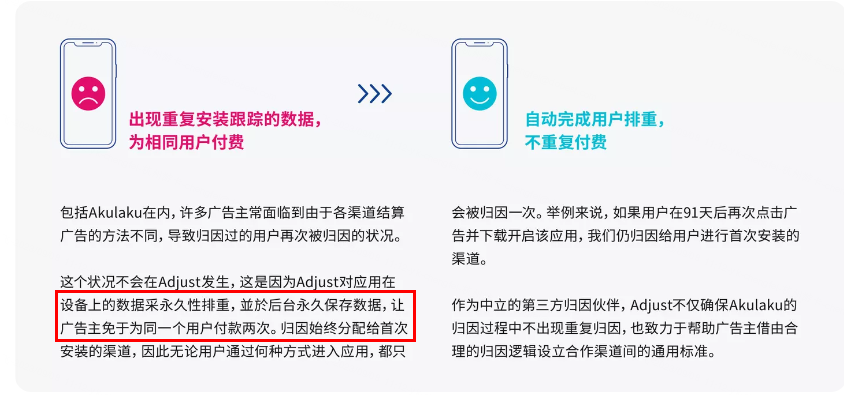 出现重复安装跟踪的数据，
为相同用户付费
自动完成用户排重，
不重复付费
包括Akulaku在内，许多广告主常面临到由于各渠道结算
广告的方法不同，导致归因过的用户再次被归因的状况。
这个状况不会在Adjust发生，这是因为Adjust对应用在
设备上的数据采永久性排重，並於后台永久保存数据，让
广告主免于为同一个用户付款两次。归因始终分配给首次
安装的渠道，因此无论用户通过何种方式进入应用，都只
会被归因一次。举例来说，如果用户在91天后再次点击广
告并下载开启该应用，我们仍归因给用户进行首次安装的
渠道。
作为中立的第三方归因伙伴，Adjust不仅确保Akulaku的
归因过程中不出现重复归因，也致力于帮助广告主借由合
理的归因逻辑设立合作渠道间的通用标准。